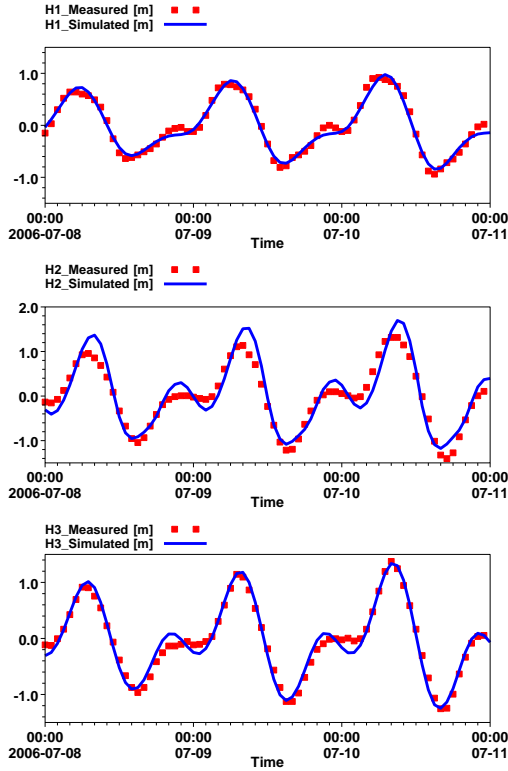 H1_Measured [m]
H1_Simulated [m]
1.0
0.0
-1.0
00:00 00:00 00:00 00:00
2006-07-08 07-09 07-10 07-11
Time
H2_Measured [m]
H2_Simulated [m]
2.0
1.0
0.0
-1.0
00:00 00:00 00:00 00:00
2006-07-08 07-09 07-10 07-11
Time
H3_Measured [m]
H3_Simulated [m]
1.0
0.0
-1.0
00:00 00:00 00:00 00:00
2006-07-08 07-09 07-10 07-11
Time